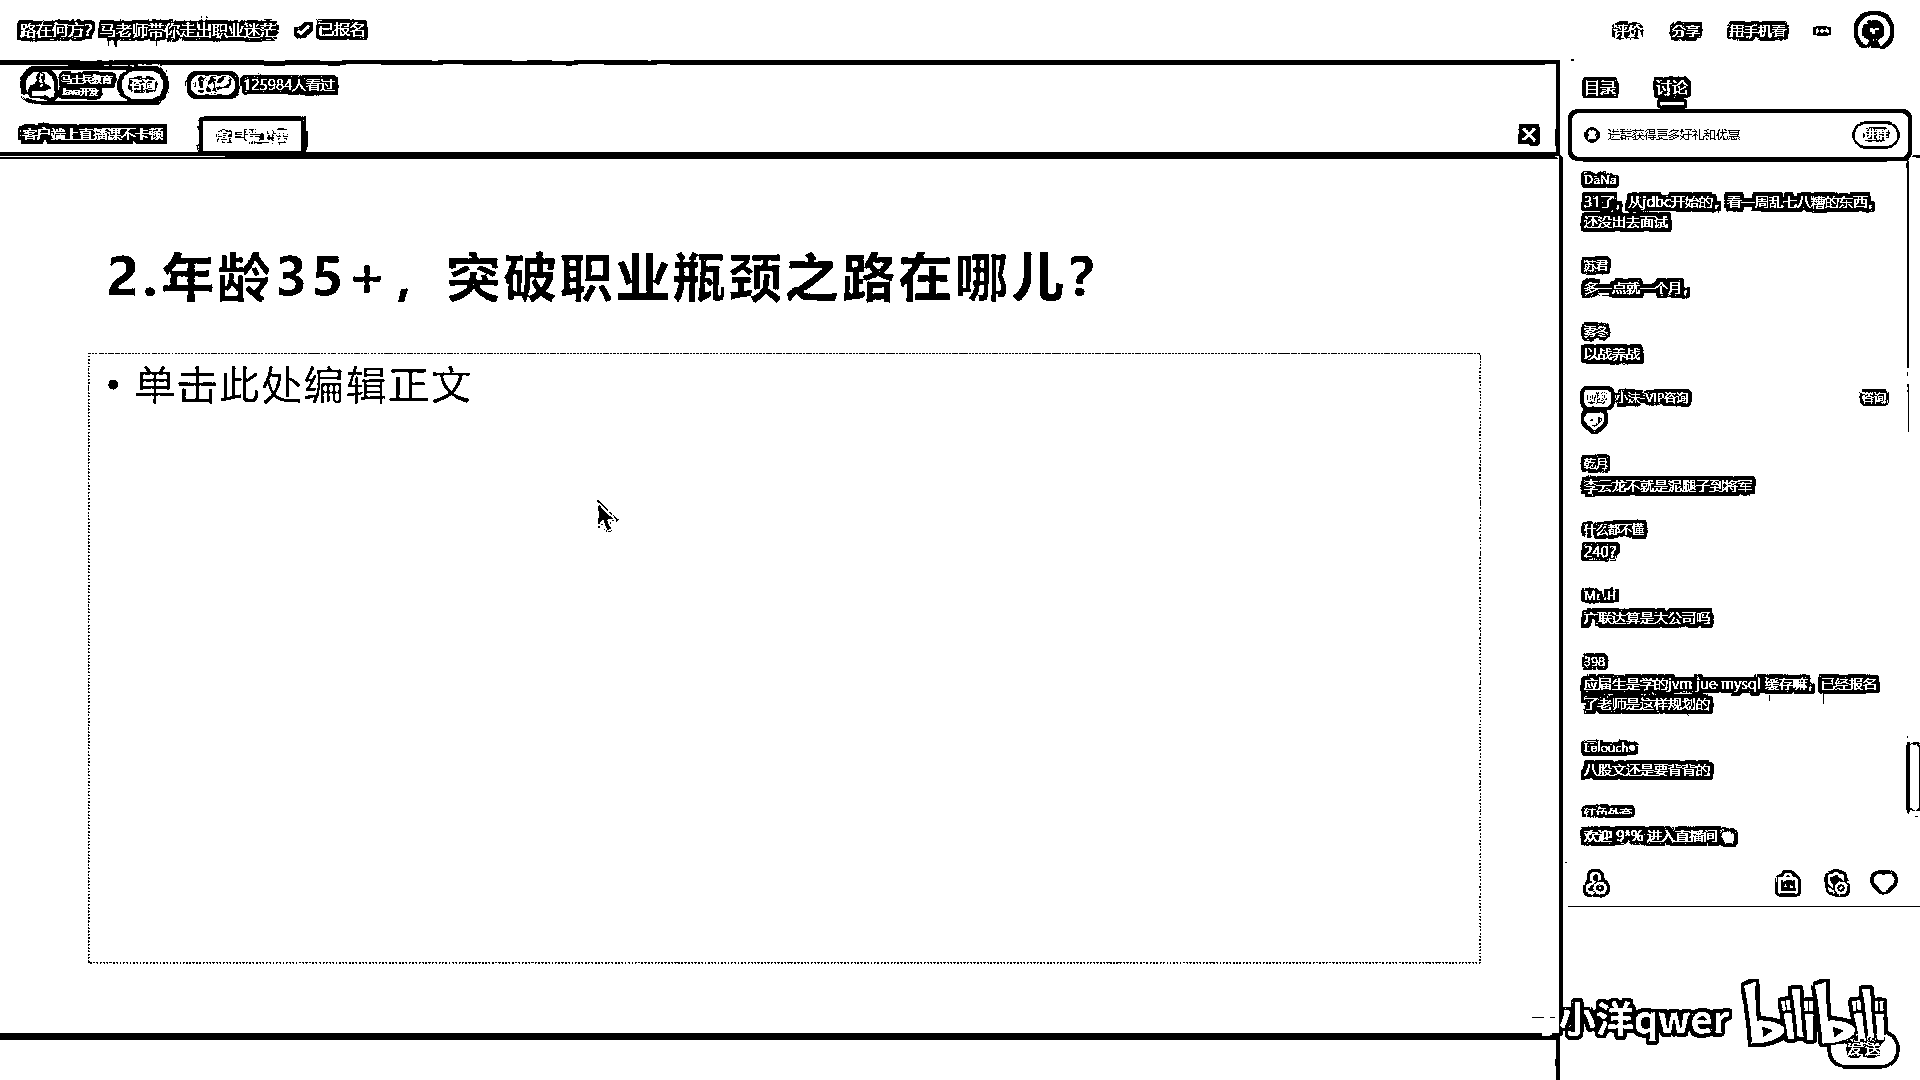 路在何方？马老师带你走出职业迷茫 已报名
评价 分享 用手机看
马士兵教育
Java开发
咨询
125984人看过
客户端上直播课不卡顿
目录 讨论
进群获得更多好礼和优惠
进群
2.年龄35+，突破职业瓶颈之路在哪儿？
• 单击此处编辑正文
DaNa
31了，从jdbc开始的，看一周乱七八糟的东西，
还没出去面试
苏君
多一点就一个月，
雾冬
以战养战
小沫-VIP咨询 咨询
乾月
李云龙不就是泥腿子到将军
什么都不懂
240？
Mr.H
广联达算是大公司吗
398
应届生是学的jvm juc mysql 缓存嘛，已经报名
了老师是这样规划的
Lelouch
八股文还是要背背的
欢迎 9*% 进入直播间
小洋qwer bilibili
发送